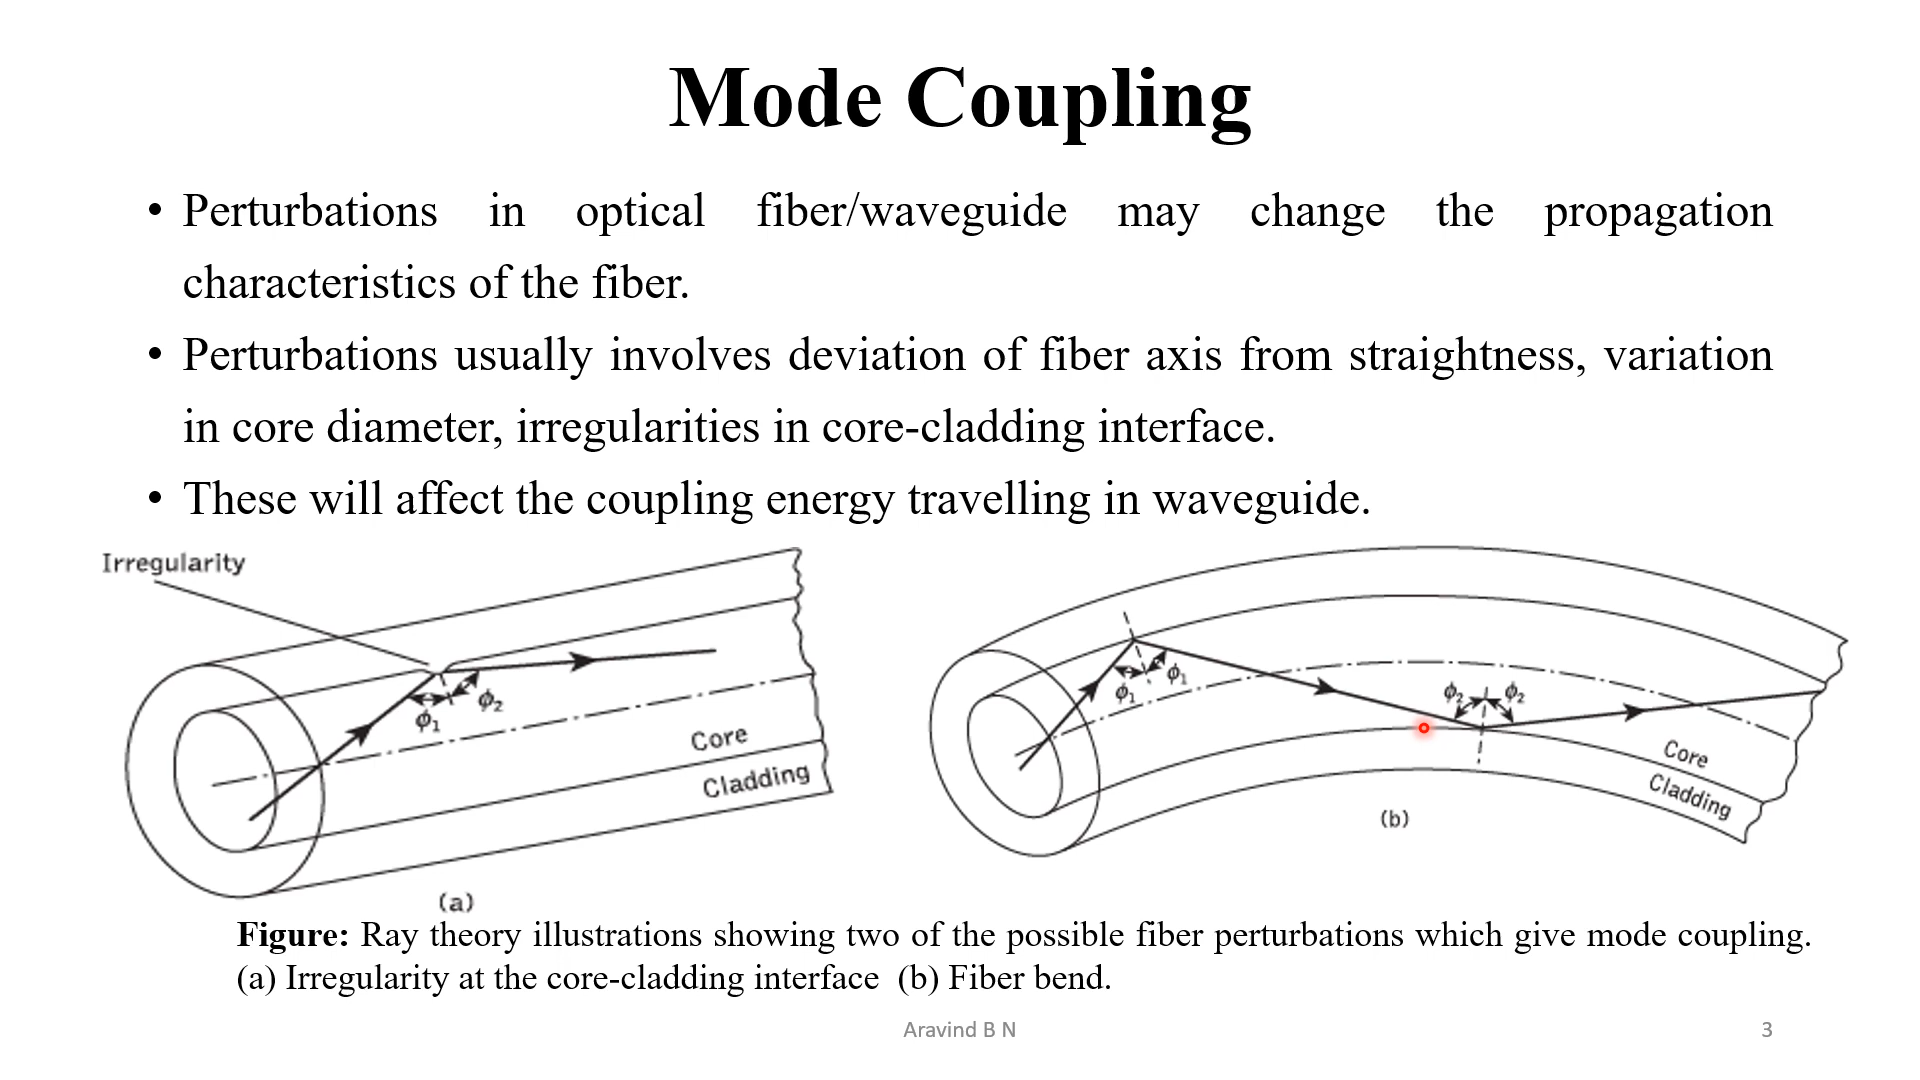 Mode Coupling
• Perturbations in optical fiber/waveguide may change the propagation
characteristics of the fiber.
• Perturbations usually involves deviation of fiber axis from straightness, variation
in core diameter, irregularities in core-cladding interface.
• These will affect the coupling energy travelling in waveguide.
Irregularity
ϕ1
ϕ2
Core
Cladding
(a)
ϕ1
ϕ1
ϕ2
ϕ2
Core
Cladding
(b)
Figure: Ray theory illustrations showing two of the possible fiber perturbations which give mode coupling.
(a) Irregularity at the core-cladding interface (b) Fiber bend.
Aravind B N
3